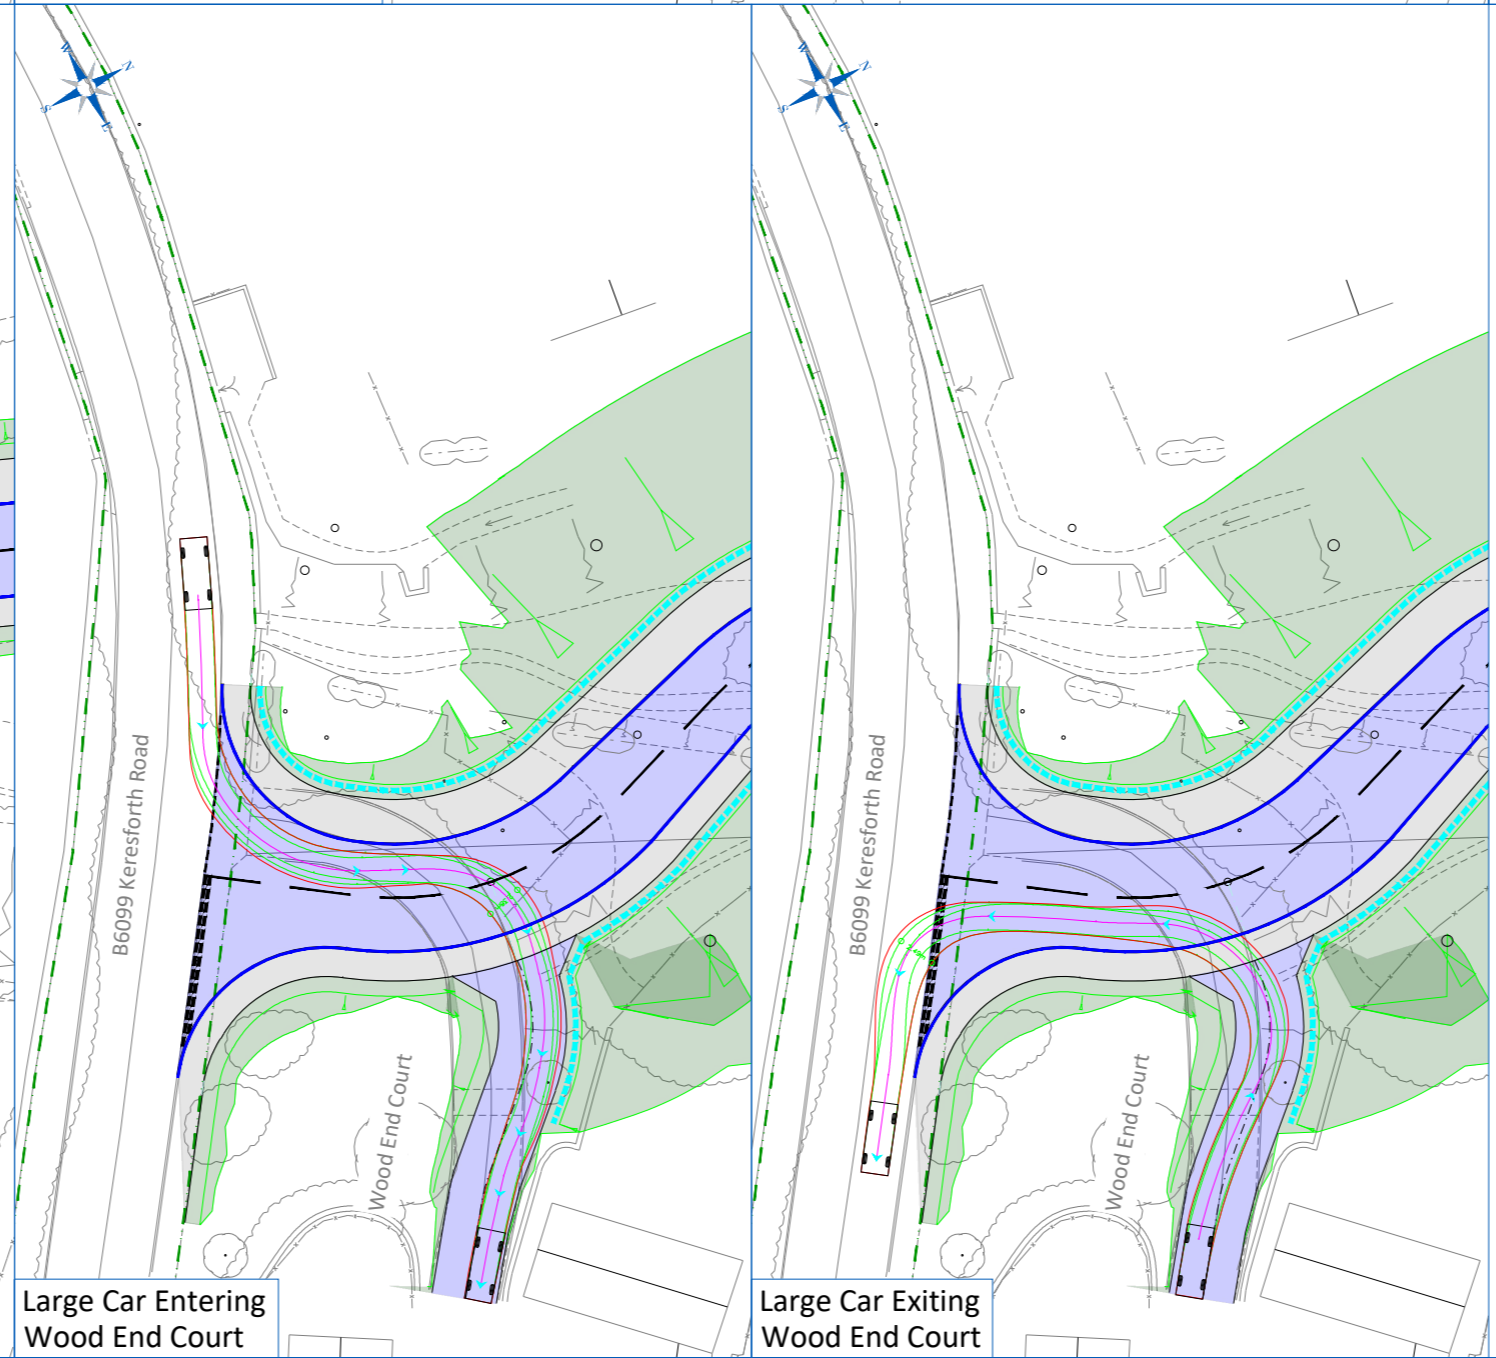 W
N
S
E
W
N
S
E
B6099 Keresforth Road
Wood End Court
B6099 Keresforth Road
Wood End Court
Large Car Entering
Wood End Court
Large Car Exiting
Wood End Court